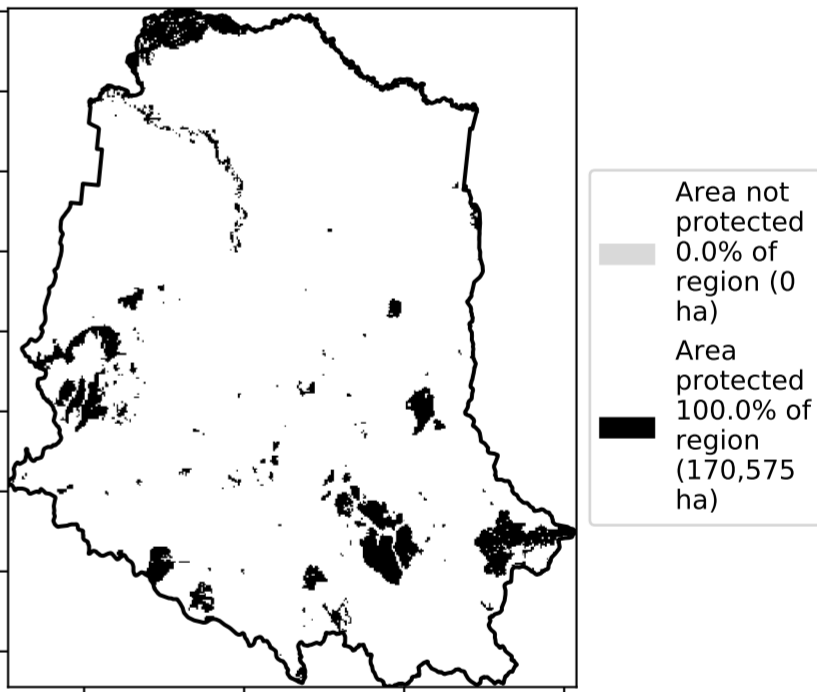 Area not
protected
0.0% of
region (0
ha)
Area
protected
100.0% of
region
(170,575
ha)